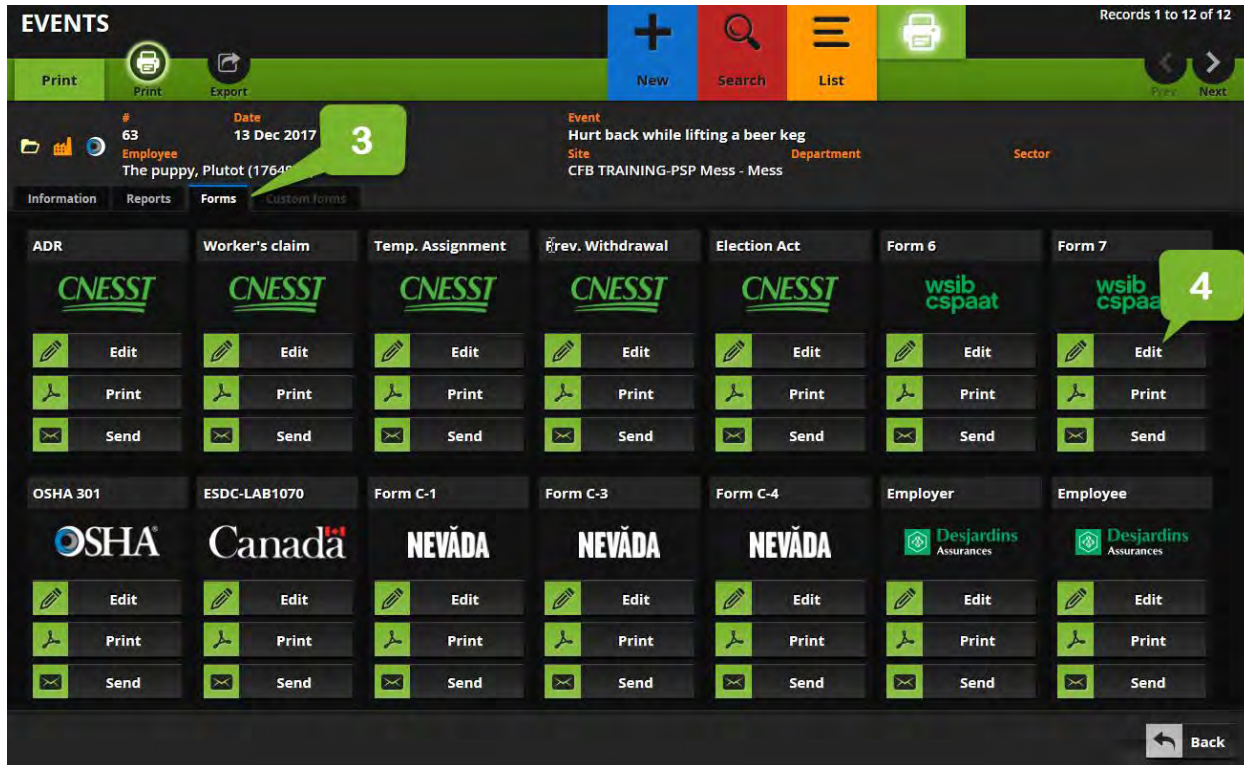 EVENTS
Records 1 to 12 of 12
Print
Print
Export
New
Search
List
Prev
Next
# Date Event
63 13 Dec 2017 Hurt back while lifting a beer keg
3
Employee Site Department Sector
The puppy, Plutot CFB TRAINING-PSP Mess - Mess
Information Reports Forms Custom forms
ADR Worker's claim Temp. Assignment Prev. Withdrawal Election Act Form 6 Form 7
CNESST CNESST CNESST CNESST CNESST wsib cspaat wsib
4
Edit Edit Edit Edit Edit Edit Edit
Print Print Print Print Print Print Print
Send Send Send Send Send Send Send
OSHA 301 ESDC-LAB1070 Form C-1 Form C-3 Form C-4 Employer Employee
OSHA Canada NEVĂDA NEVĂDA NEVĂDA Desjardins Assurances Desjardins Assurances
Edit Edit Edit Edit Edit Edit Edit
Print Print Print Print Print Print Print
Send Send Send Send Send Send Send
Back